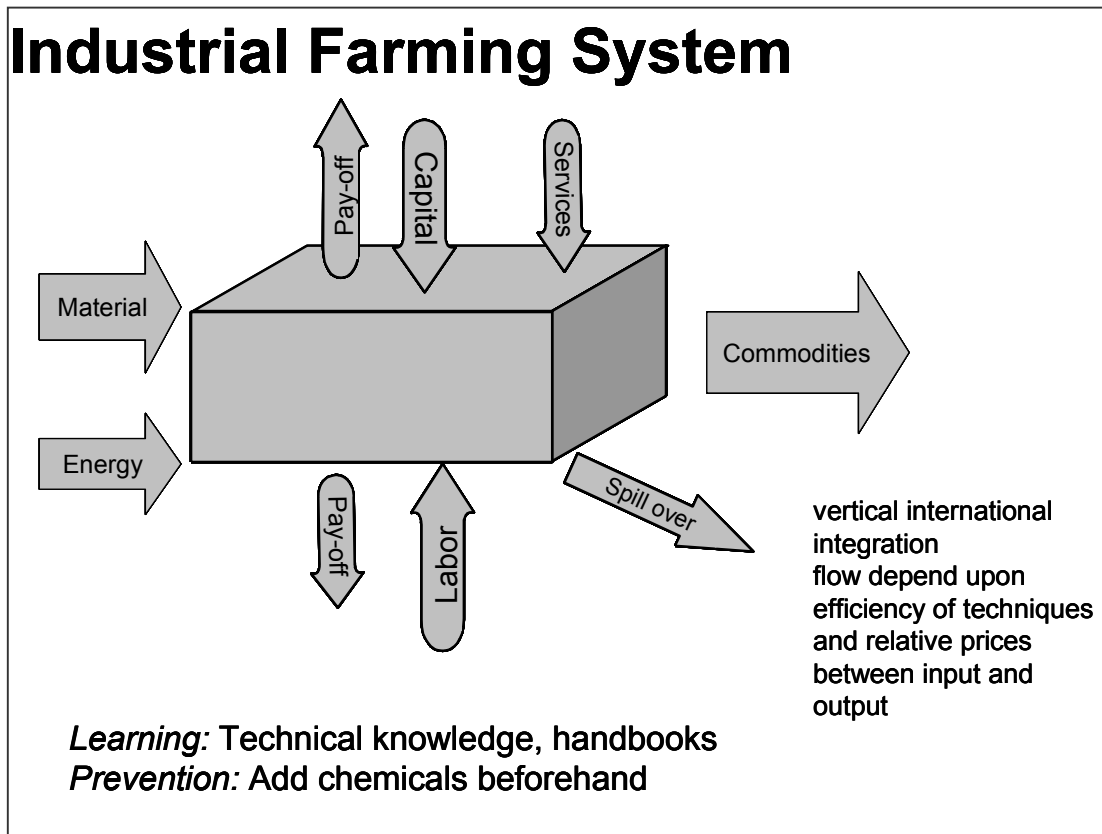 Industrial Farming System
Pay-off
Capital
Services
Material
Commodities
Energy
Pay-off
Labor
Spill over
vertical international
integration
flow depend upon
efficiency of techniques
and relative prices
between input and
output
Learning: Technical knowledge, handbooks
Prevention: Add chemicals beforehand